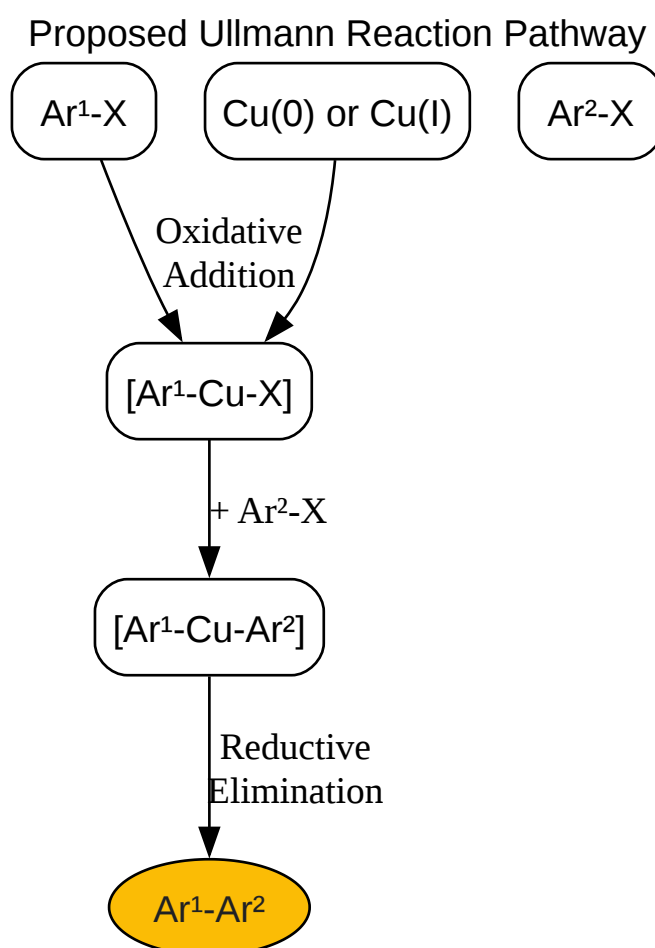 Proposed Ullmann Reaction Pathway
Ar¹-X
Cu(0) or Cu(I)
Ar²-X
Oxidative
Addition
[Ar¹-Cu-X]
+ Ar²-X
[Ar¹-Cu-Ar²]
Reductive
Elimination
Ar¹-Ar²